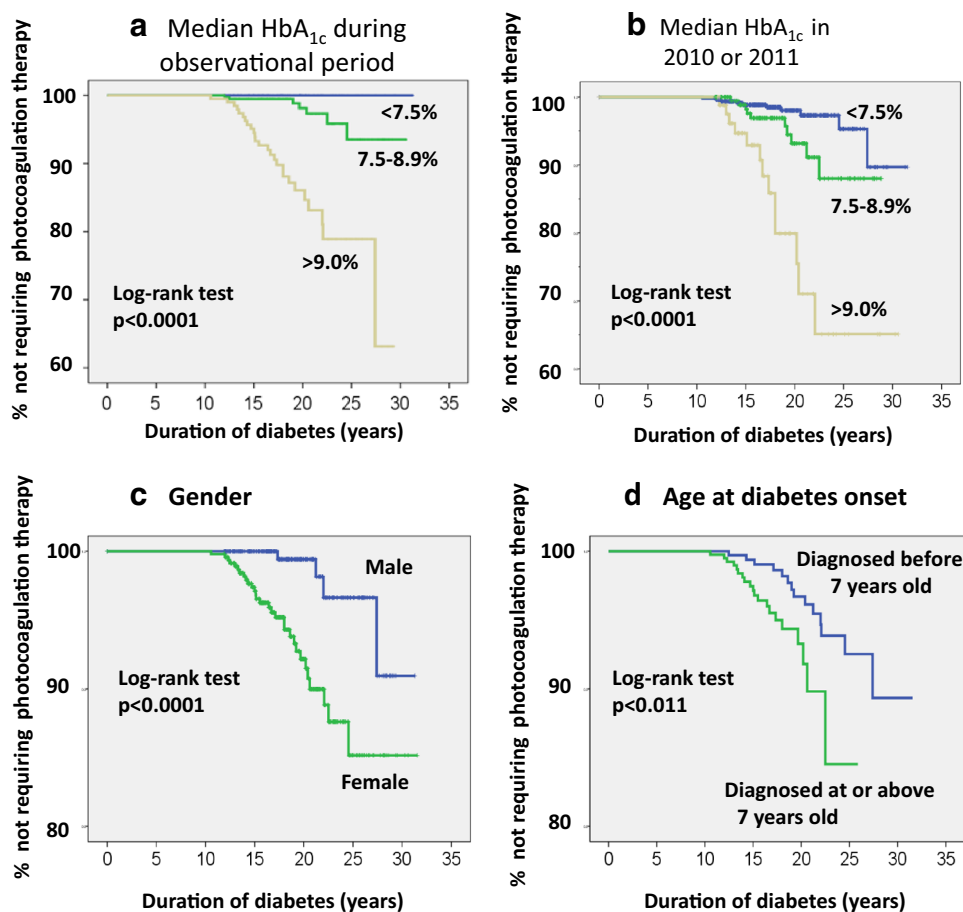 a Median HbA1c during
observational period
% not requiring photocoagulation therapy
100
90
80
70
60
<7.5%
7.5-8.9%
>9.0%
Log-rank test
p<0.0001
0 5 10 15 20 25 30 35
Duration of diabetes (years)
b Median HbA1c in
2010 or 2011
% not requiring photocoagulation therapy
100
90
80
70
60
<7.5%
7.5-8.9%
>9.0%
Log-rank test
p<0.0001
0 5 10 15 20 25 30 35
Duration of diabetes (years)
c Gender
% not requiring photocoagulation therapy
100
90
80
Male
Female
Log-rank test
p<0.0001
0 5 10 15 20 25 30 35
Duration of diabetes (years)
d Age at diabetes onset
% not requiring photocoagulation therapy
100
90
80
Diagnosed before
7 years old
Log-rank test
p<0.011
Diagnosed at or above
7 years old
0 5 10 15 20 25 30 35
Duration of diabetes (years)